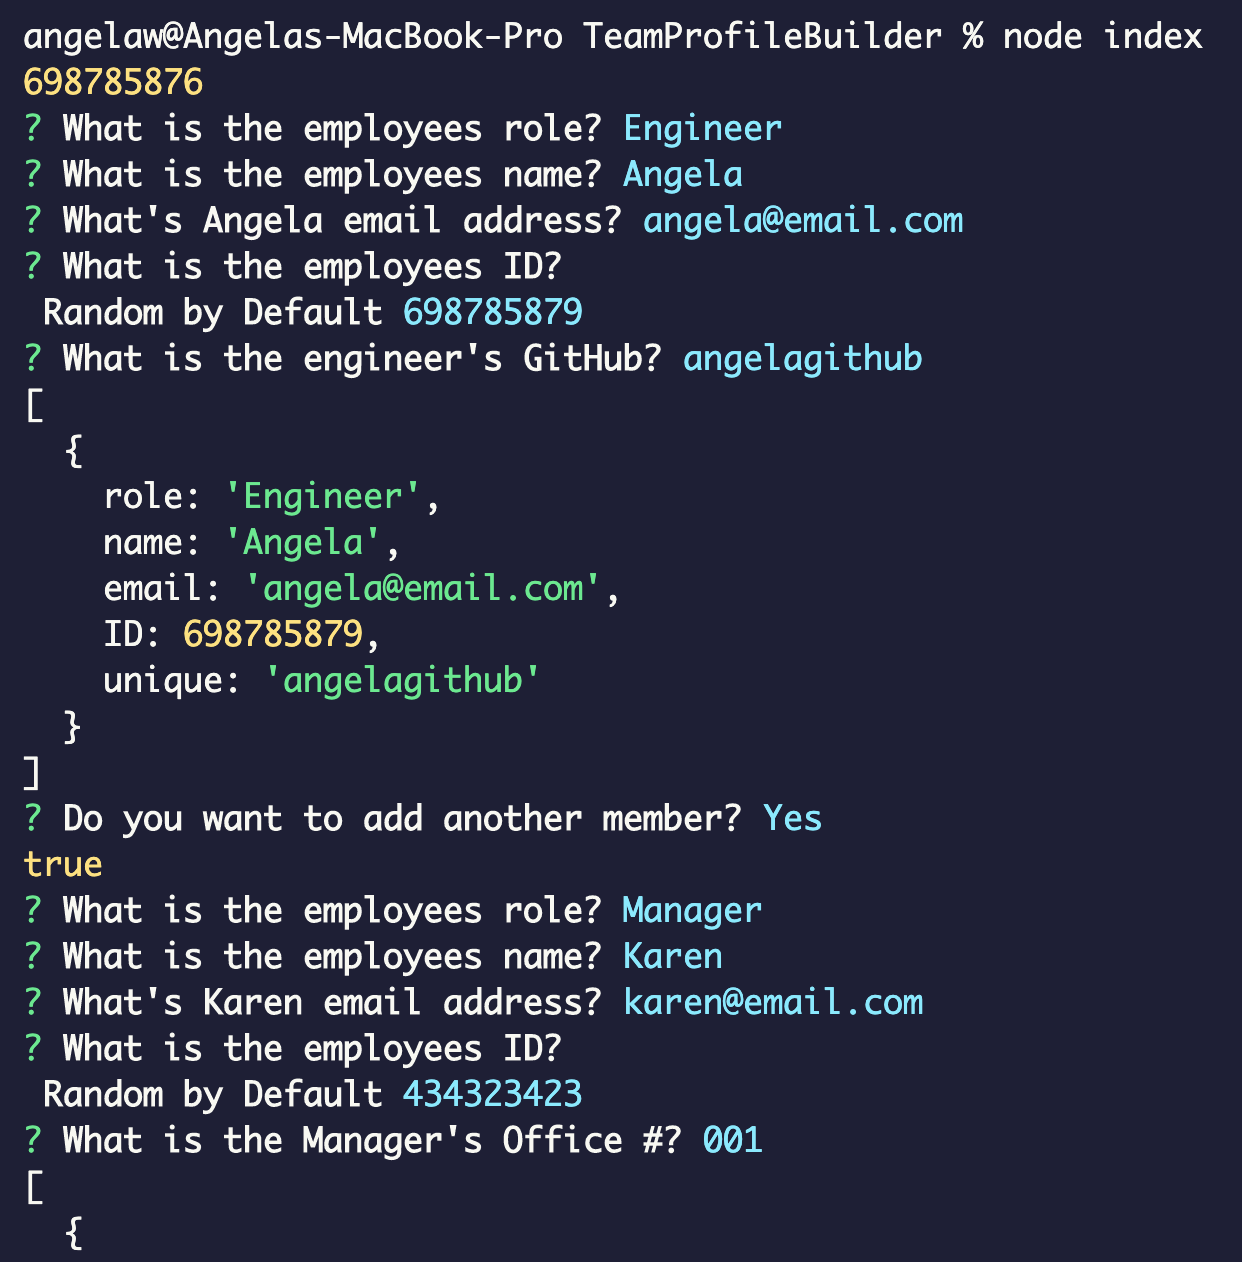 angelaw@Angelas-MacBook-Pro TeamProfileBuilder % node index
698785876
? What is the employees role? Engineer
? What is the employees name? Angela
? What's Angela email address? angela@email.com
? What is the employees ID?
 Random by Default 698785879
? What is the engineer's GitHub? angelagithub
[
  {
    role: 'Engineer',
    name: 'Angela',
    email: 'angela@email.com',
    ID: 698785879,
    unique: 'angelagithub'
  }
]
? Do you want to add another member? Yes
true
? What is the employees role? Manager
? What is the employees name? Karen
? What's Karen email address? karen@email.com
? What is the employees ID?
 Random by Default 434323423
? What is the Manager's Office #? 001
[
  {